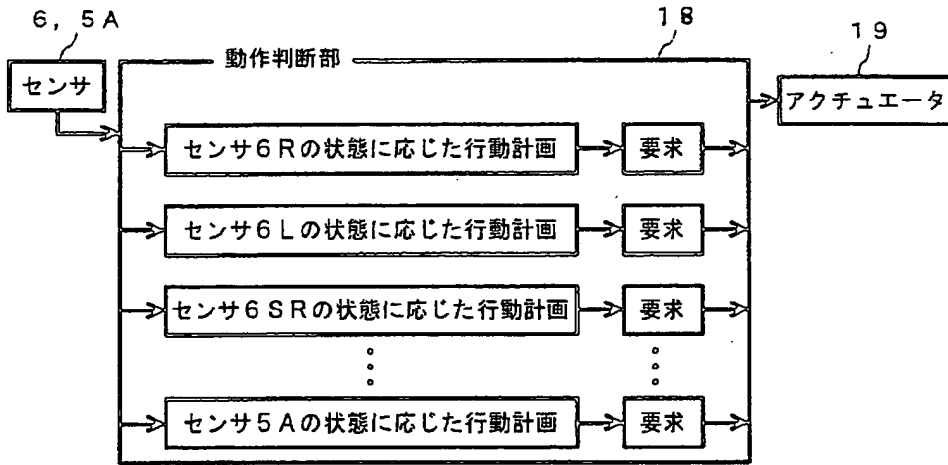 6，5A
18
19
センサ
動作判断部
アクチュエータ
センサ6Rの状態に応じた行動計画
要求
センサ6Lの状態に応じた行動計画
要求
センサ6SRの状態に応じた行動計画
要求
センサ5Aの状態に応じた行動計画
要求